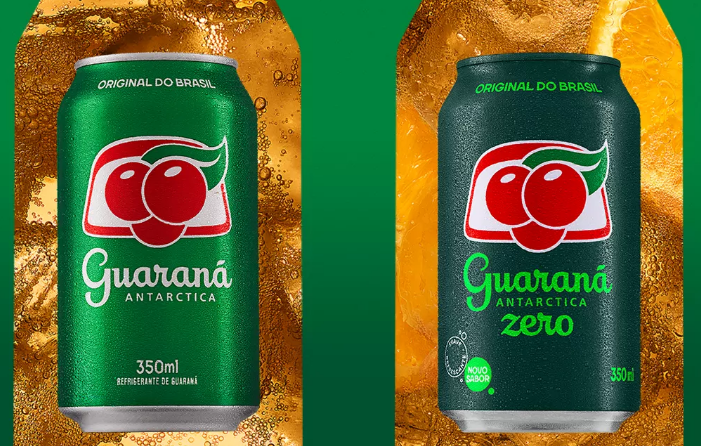 ORIGINAL DO BRASIL
Guaraná
ANTARCTICA
350ml
REFRIGERANTE DE GUARANÁ
ORIGINAL DO BRASIL
Guaraná
ANTARCTICA
zero
NOVO
SABOR
350ml